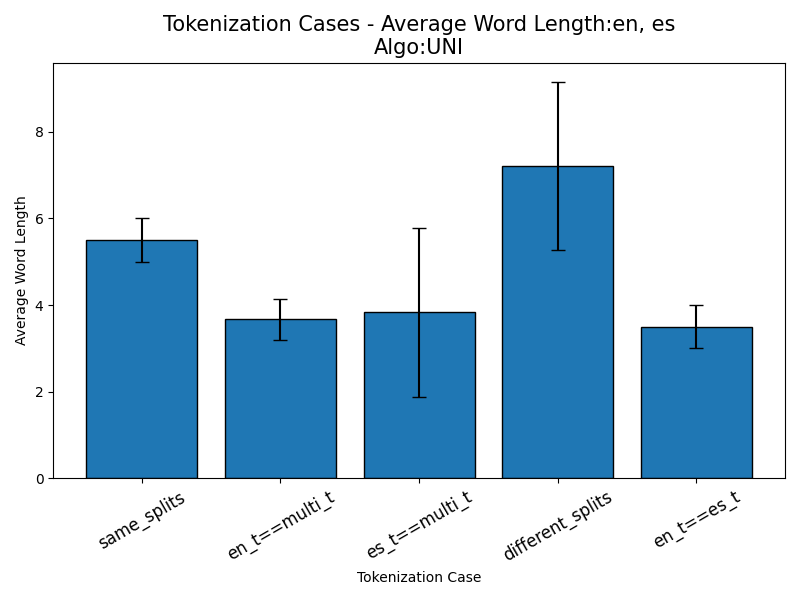 Tokenization Cases - Average Word Length:en, es
Algo:UNI
Average Word Length
8
6
4
2
0
same_splits
en_t==multi_t
es_t==multi_t
different_splits
en_t==es_t
Tokenization Case